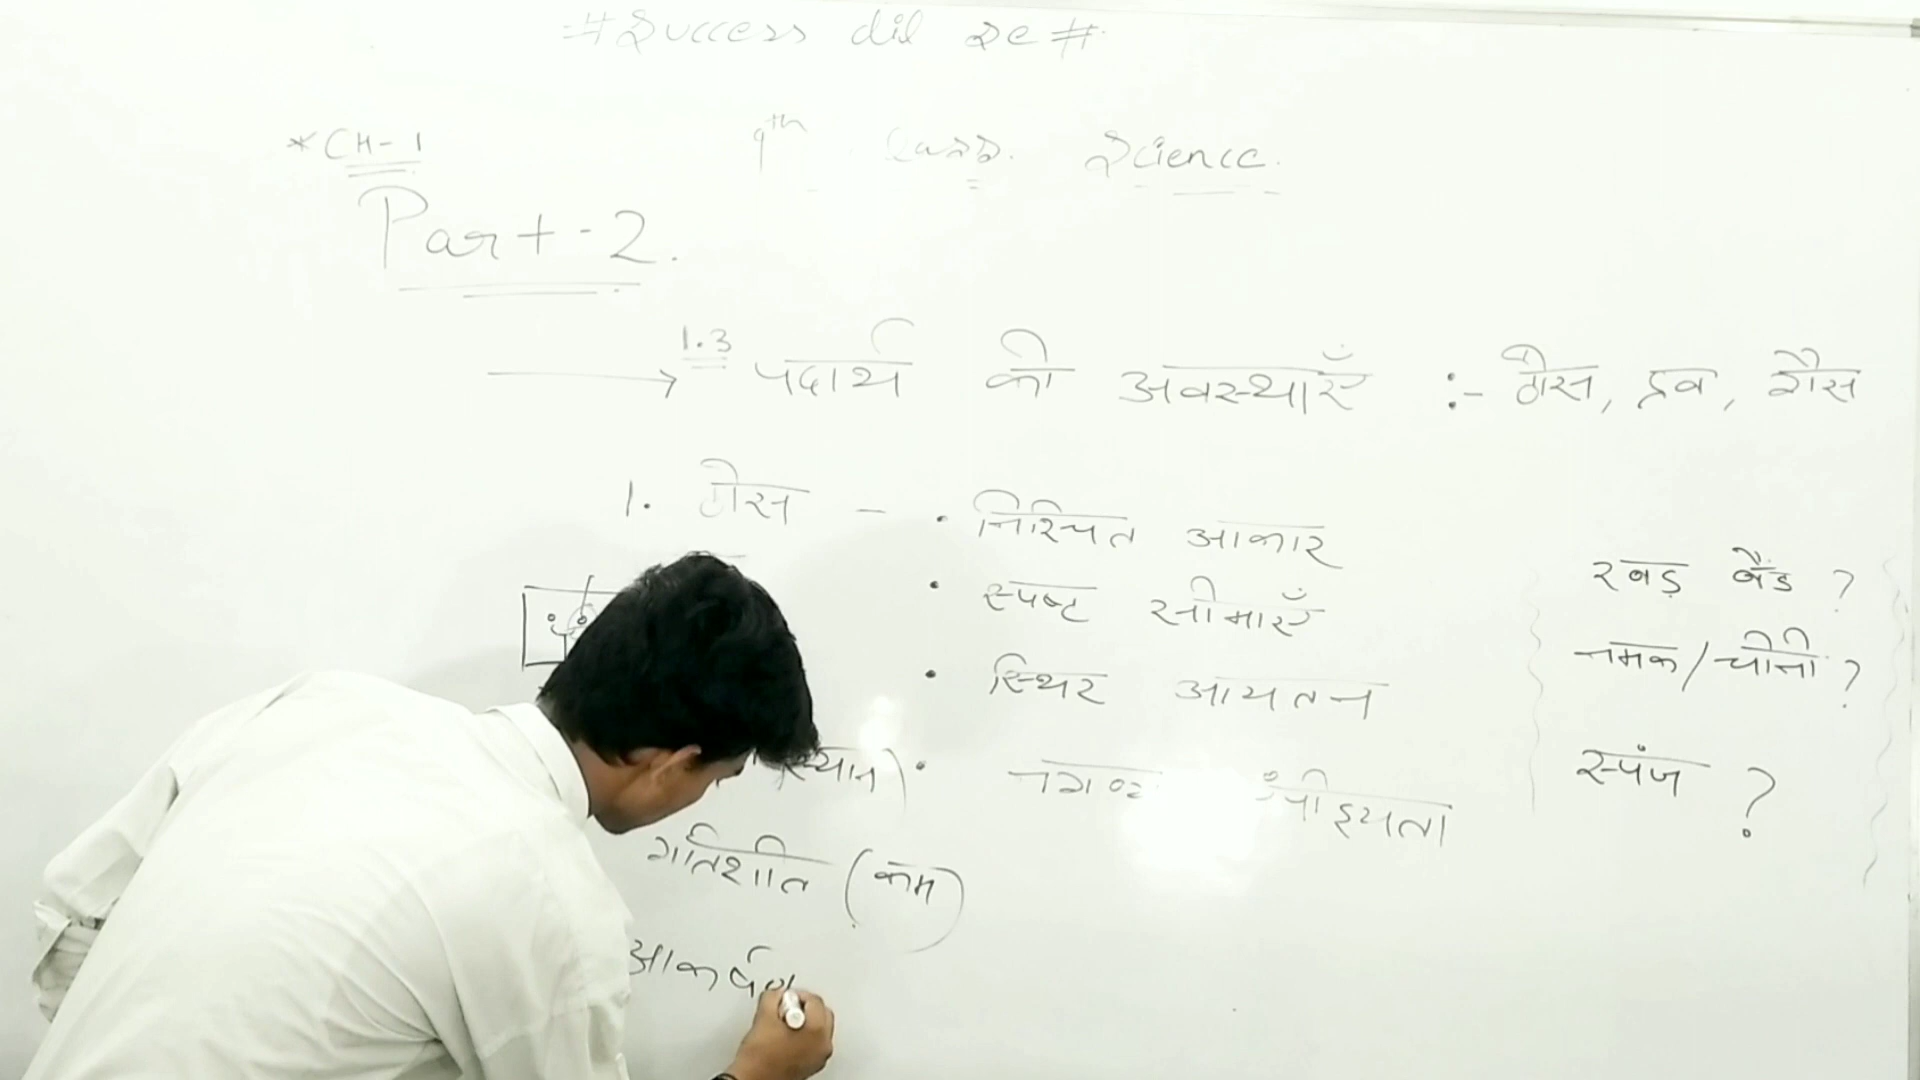 #Success dil se#
*CH-1 9th Class. Science.
Part-2.
1.3 पदार्थ की अवस्थाएँ :- ठोस, द्रव, गैस
1. ठोस - • निश्चित आकार
• स्पष्ट सीमाएँ
• स्थिर आयतन
स्थान) •
गतिशील (कम)
आकर्षण
रबड़ बैंड ?
नमक/चीनी ?
स्पंज ?